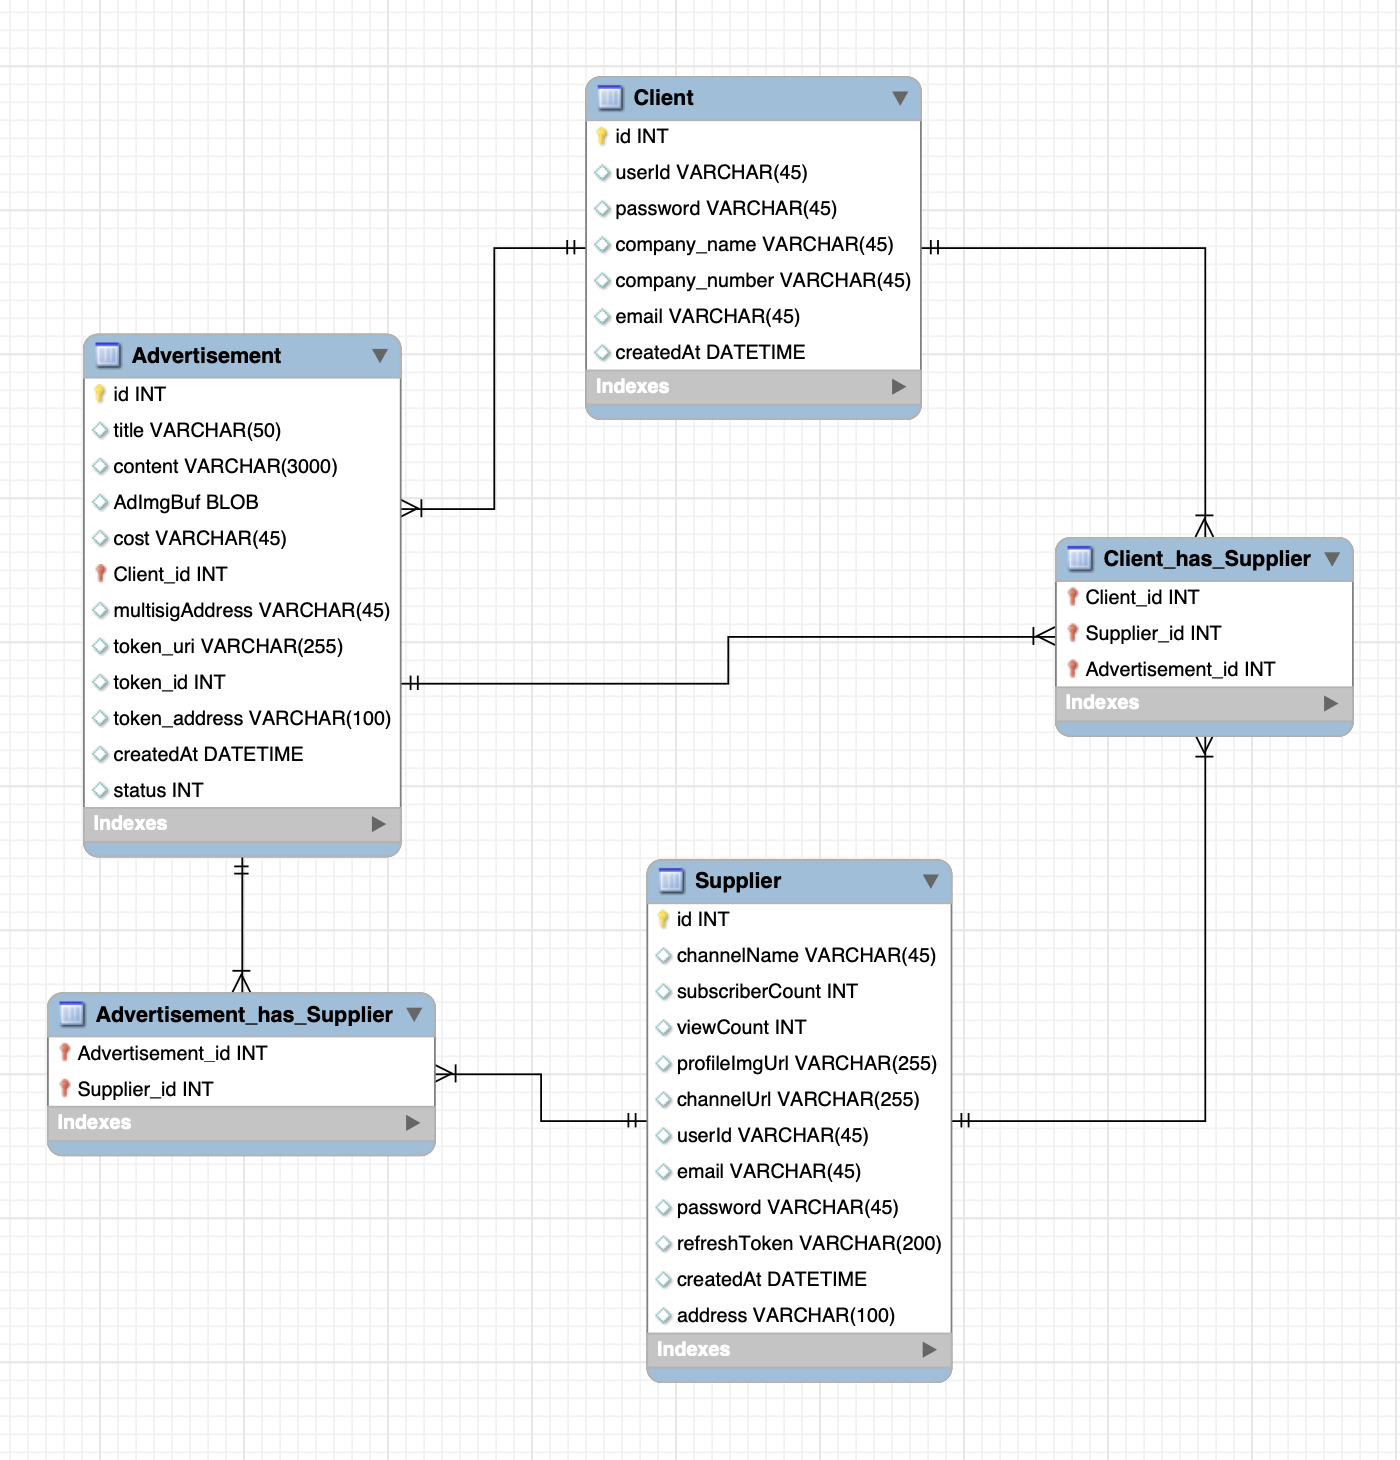 Client
id INT
userId VARCHAR(45)
password VARCHAR(45)
company_name VARCHAR(45)
company_number VARCHAR(45)
email VARCHAR(45)
createdAt DATETIME
Indexes
Advertisement
id INT
title VARCHAR(50)
content VARCHAR(3000)
AdImgBuf BLOB
cost VARCHAR(45)
Client_id INT
multisigAddress VARCHAR(45)
token_uri VARCHAR(255)
token_id INT
token_address VARCHAR(100)
createdAt DATETIME
status INT
Indexes
Client_has_Supplier
Client_id INT
Supplier_id INT
Advertisement_id INT
Indexes
Supplier
id INT
channelName VARCHAR(45)
subscriberCount INT
viewCount INT
profileImgUrl VARCHAR(255)
channelUrl VARCHAR(255)
userId VARCHAR(45)
email VARCHAR(45)
password VARCHAR(45)
refreshToken VARCHAR(200)
createdAt DATETIME
address VARCHAR(100)
Indexes
Advertisement_has_Supplier
Advertisement_id INT
Supplier_id INT
Indexes